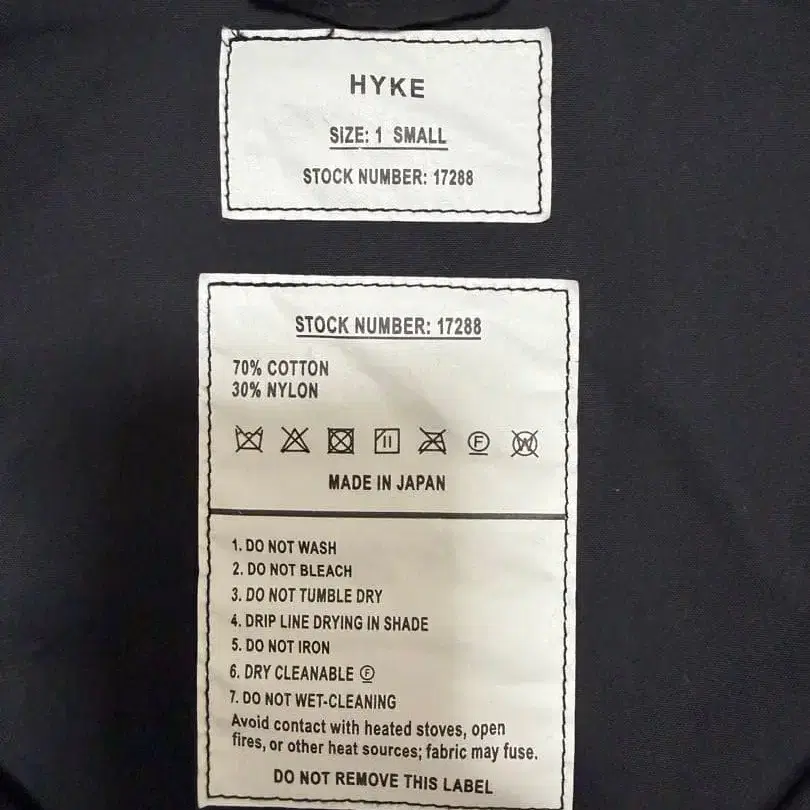 HYKE
SIZE: 1 SMALL
STOCK NUMBER: 17288
STOCK NUMBER: 17288
70% COTTON
30% NYLON
F W
MADE IN JAPAN
1. DO NOT WASH
2. DO NOT BLEACH
3. DO NOT TUMBLE DRY
4. DRIP LINE DRYING IN SHADE
5. DO NOT IRON
6. DRY CLEANABLE Ⓕ
7. DO NOT WET-CLEANING
Avoid contact with heated stoves, open
fires, or other heat sources; fabric may fuse.
DO NOT REMOVE THIS LABEL